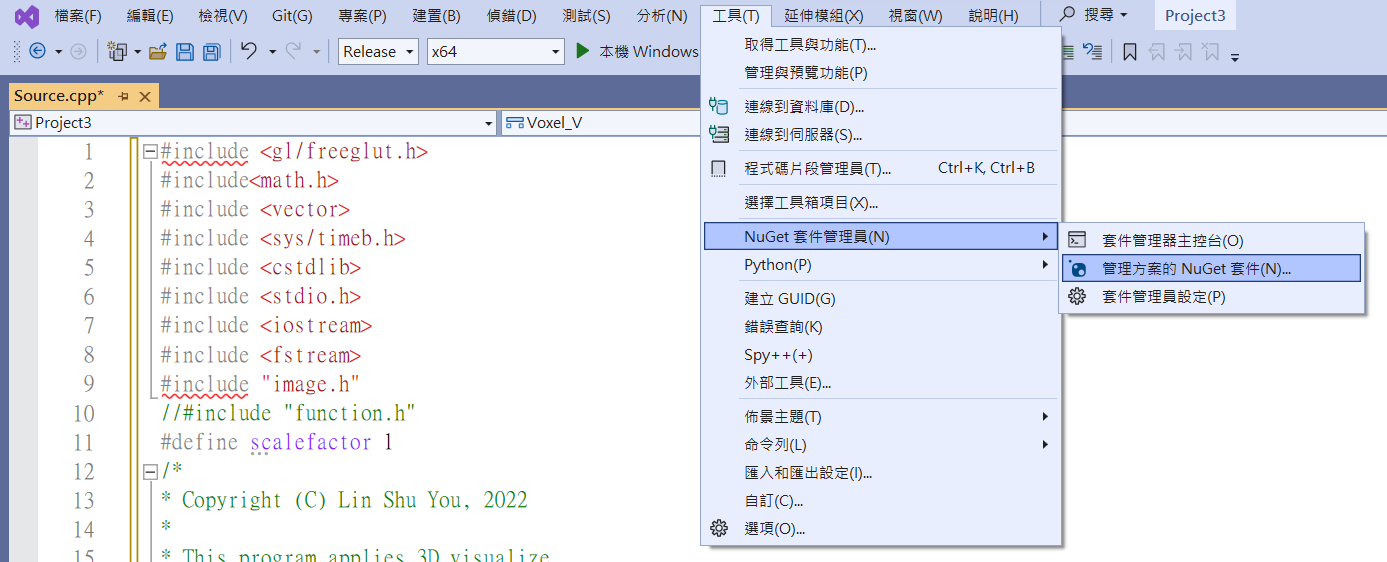 檔案(F) 編輯(E) 檢視(V) Git(G) 專案(P) 建置(B) 偵錯(D) 測試(S) 分析(N) 工具(T) 延伸模組(X) 視窗(W) 說明(H) 搜尋 Project3
Release x64 本機 Windows
Source.cpp*
Project3 Voxel_V
1 #include <gl/freeglut.h>
2 #include<math.h>
3 #include <vector>
4 #include <sys/timeb.h>
5 #include <cstdlib>
6 #include <stdio.h>
7 #include <iostream>
8 #include <fstream>
9 #include "image.h"
10 //#include "function.h"
11 #define scalefactor 1
12 /*
13 * Copyright (C) Lin Shu You, 2022
14 *
15 * This program applies 3D visualize
取得工具與功能(T)...
管理與預覽功能(P)
連線到資料庫(D)...
連線到伺服器(S)...
程式碼片段管理員(T)... Ctrl+K, Ctrl+B
選擇工具箱項目(X)...
NuGet 套件管理員(N)
Python(P)
建立 GUID(G)
錯誤查詢(K)
Spy++(+)
外部工具(E)...
佈景主題(T)
命令列(L)
匯入和匯出設定(I)...
自訂(C)...
選項(O)...
套件管理器主控台(O)
管理方案的 NuGet 套件(N)...
套件管理員設定(P)